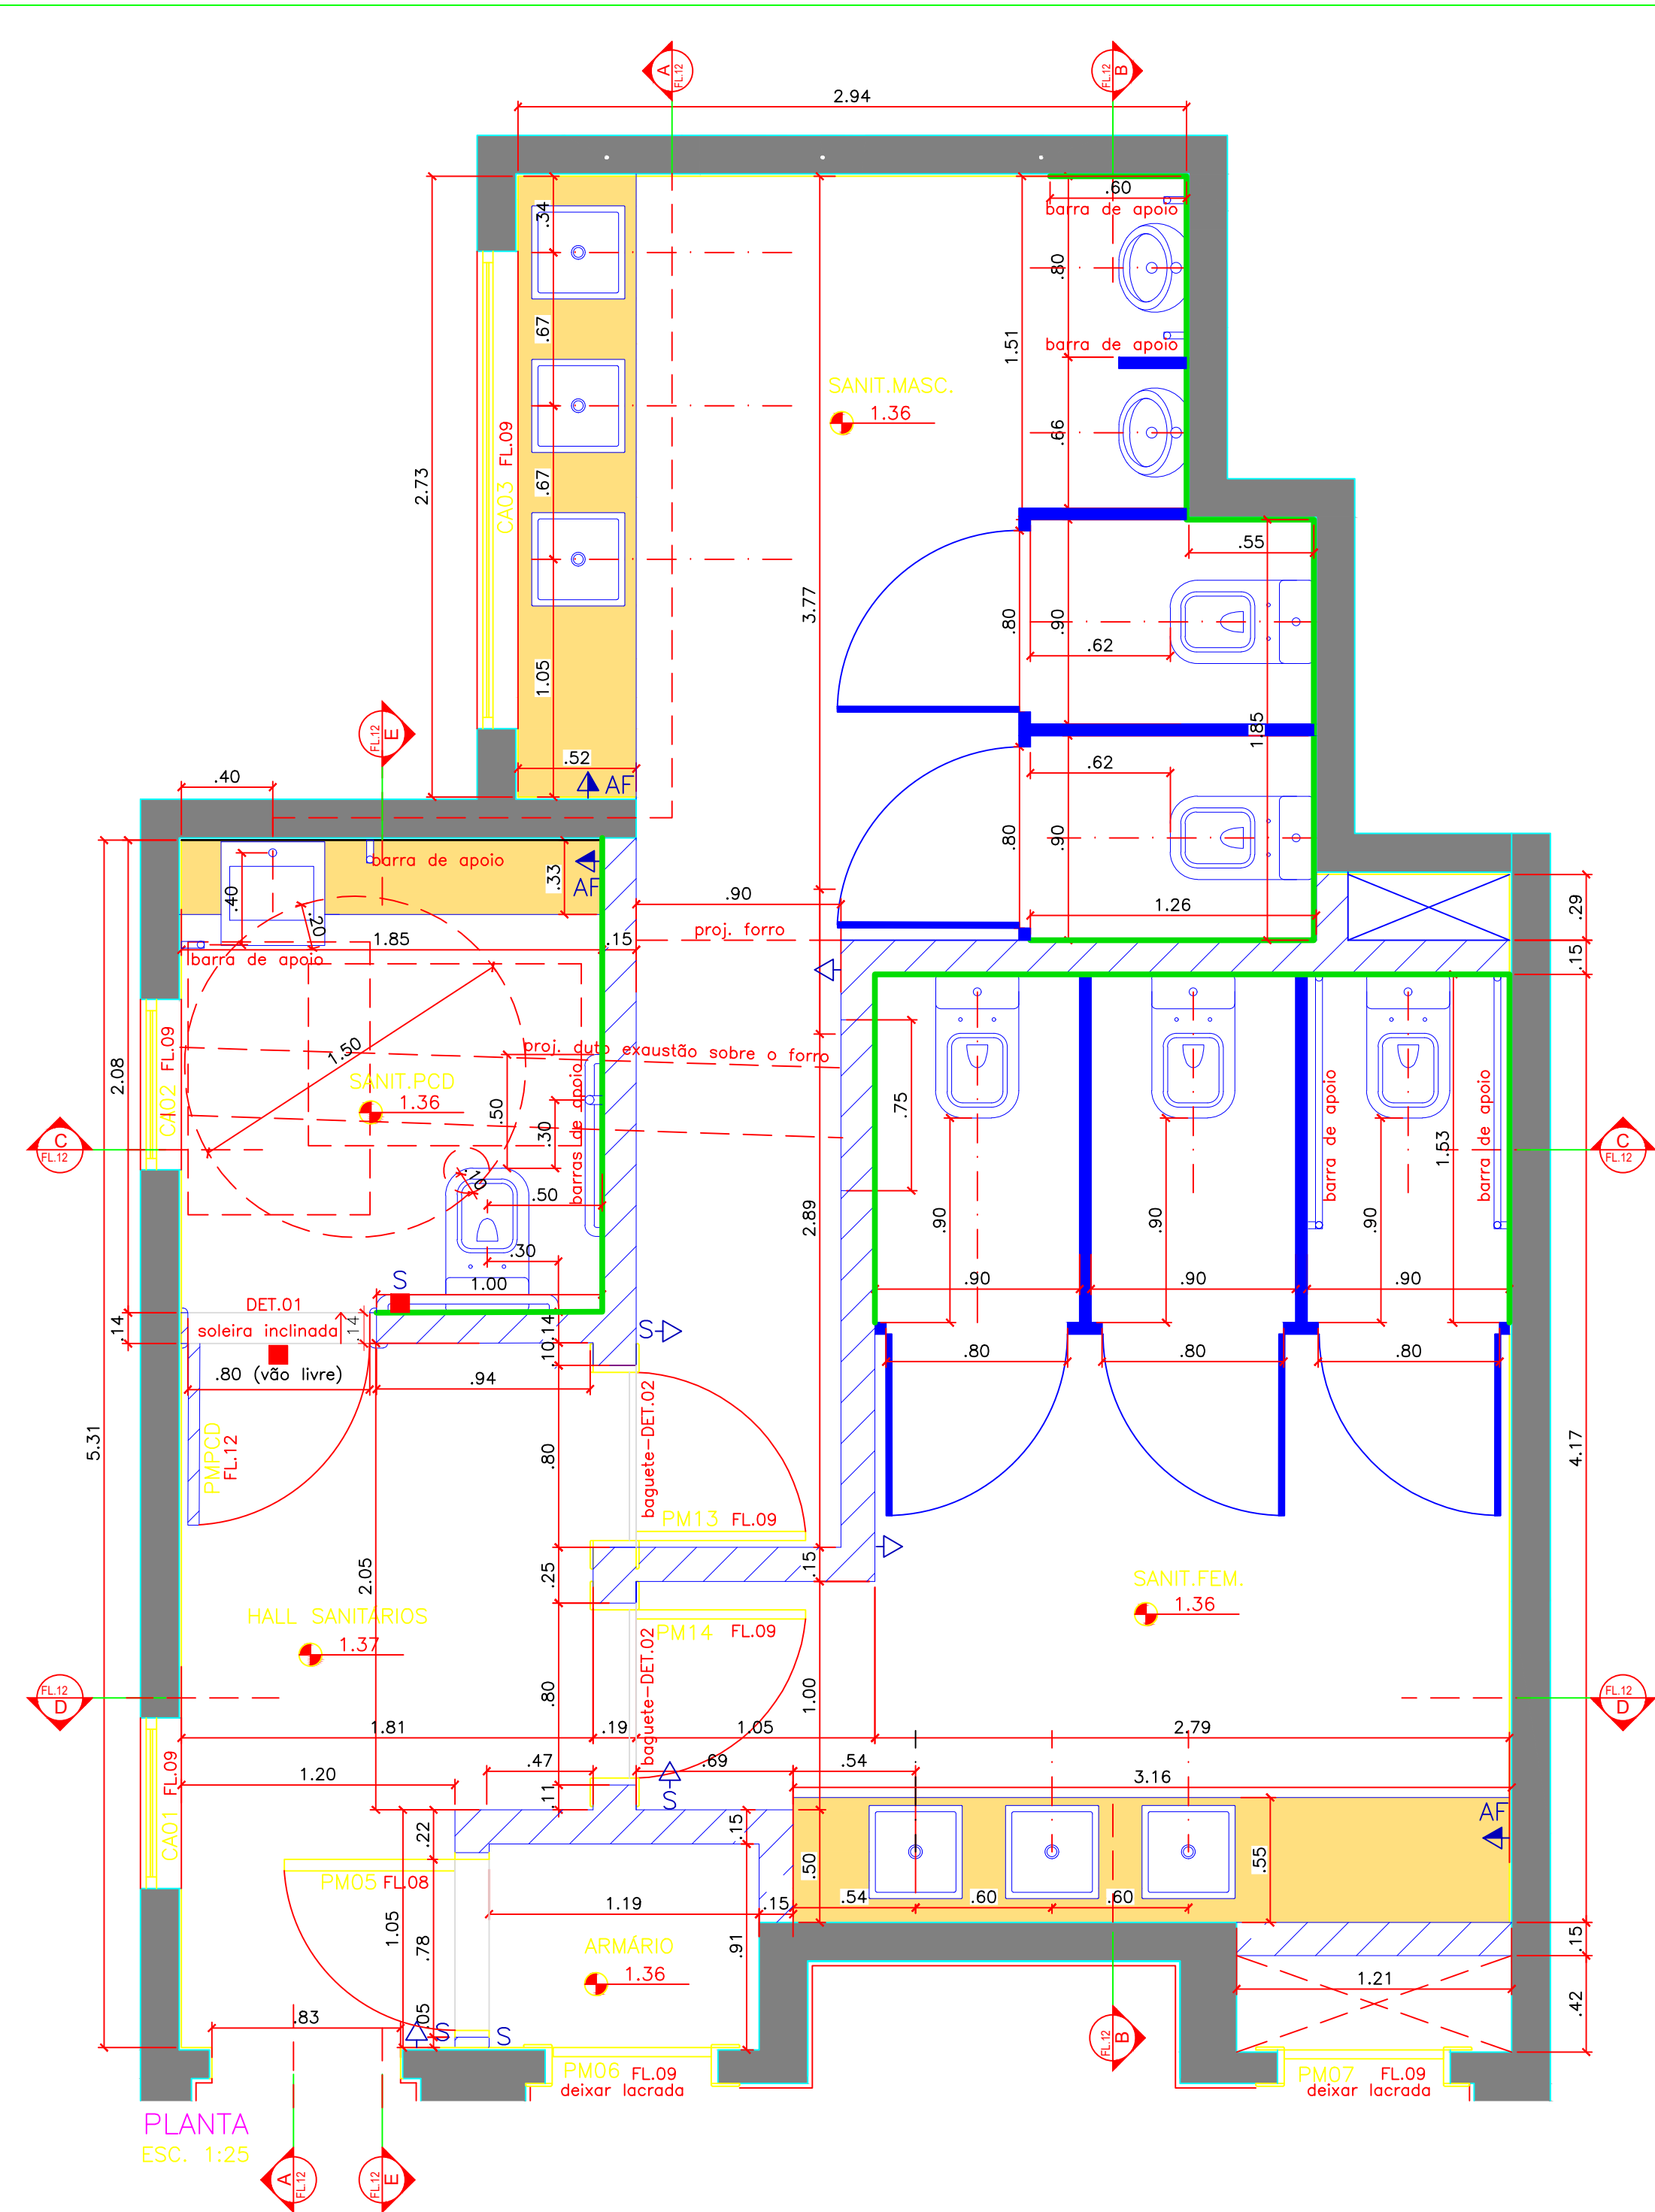 A
FL.12
B
FL.12
2.94
.60
barra de apoio
.34
.80
.67
1.51
barra de apoio
SANIT.MASC.
1.36
.66
2.73
CA03
FL.09
.67
.55
3.77
.80
.90
.62
1.05
1.85
E
FL.12
.52
AF
.62
.40
.80
.90
barra de apoio
.33
AF
.40
.20
.90
1.26
.29
1.85
.15
proj. forro
.15
barra de apoio
1.50
proj. duto exaustão sobre o forro
2.08
CA02
FL.09
SANIT.PCD
1.36
.50
.30
barras de apoio
.75
barra de apoio
1.53
barra de apoio
C
FL.12
C
FL.12
.10
.50
2.89
.90
.90
.90
.30
1.00
.90
.90
.90
S
DET.01
soleira inclinada
.14
.14
S
.10
.14
.80 (vão livre)
.94
.80
.80
.80
PMPCD
FL.12
5.31
.80
baguete-DET.02
4.17
PM13
FL.09
.25
.15
2.05
SANIT.FEM.
1.36
HALL SANITÁRIOS
1.37
PM14
FL.09
.80
baguete-DET.02
1.00
FL.12
D
FL.12
D
1.81
.19
1.05
2.79
1.20
.47
.69
.54
3.16
CA01
FL.09
.11
S
.22
.15
.50
.55
AF
PM05
FL.08
1.19
.15
.54
.60
.60
1.05
.78
.91
.15
ARMÁRIO
1.36
1.21
.42
.83
.05
S
S
B
FL.12
PM06
FL.09
deixar lacrada
PM07
FL.09
deixar lacrada
PLANTA
ESC. 1:25
A
FL.12
E
FL.12